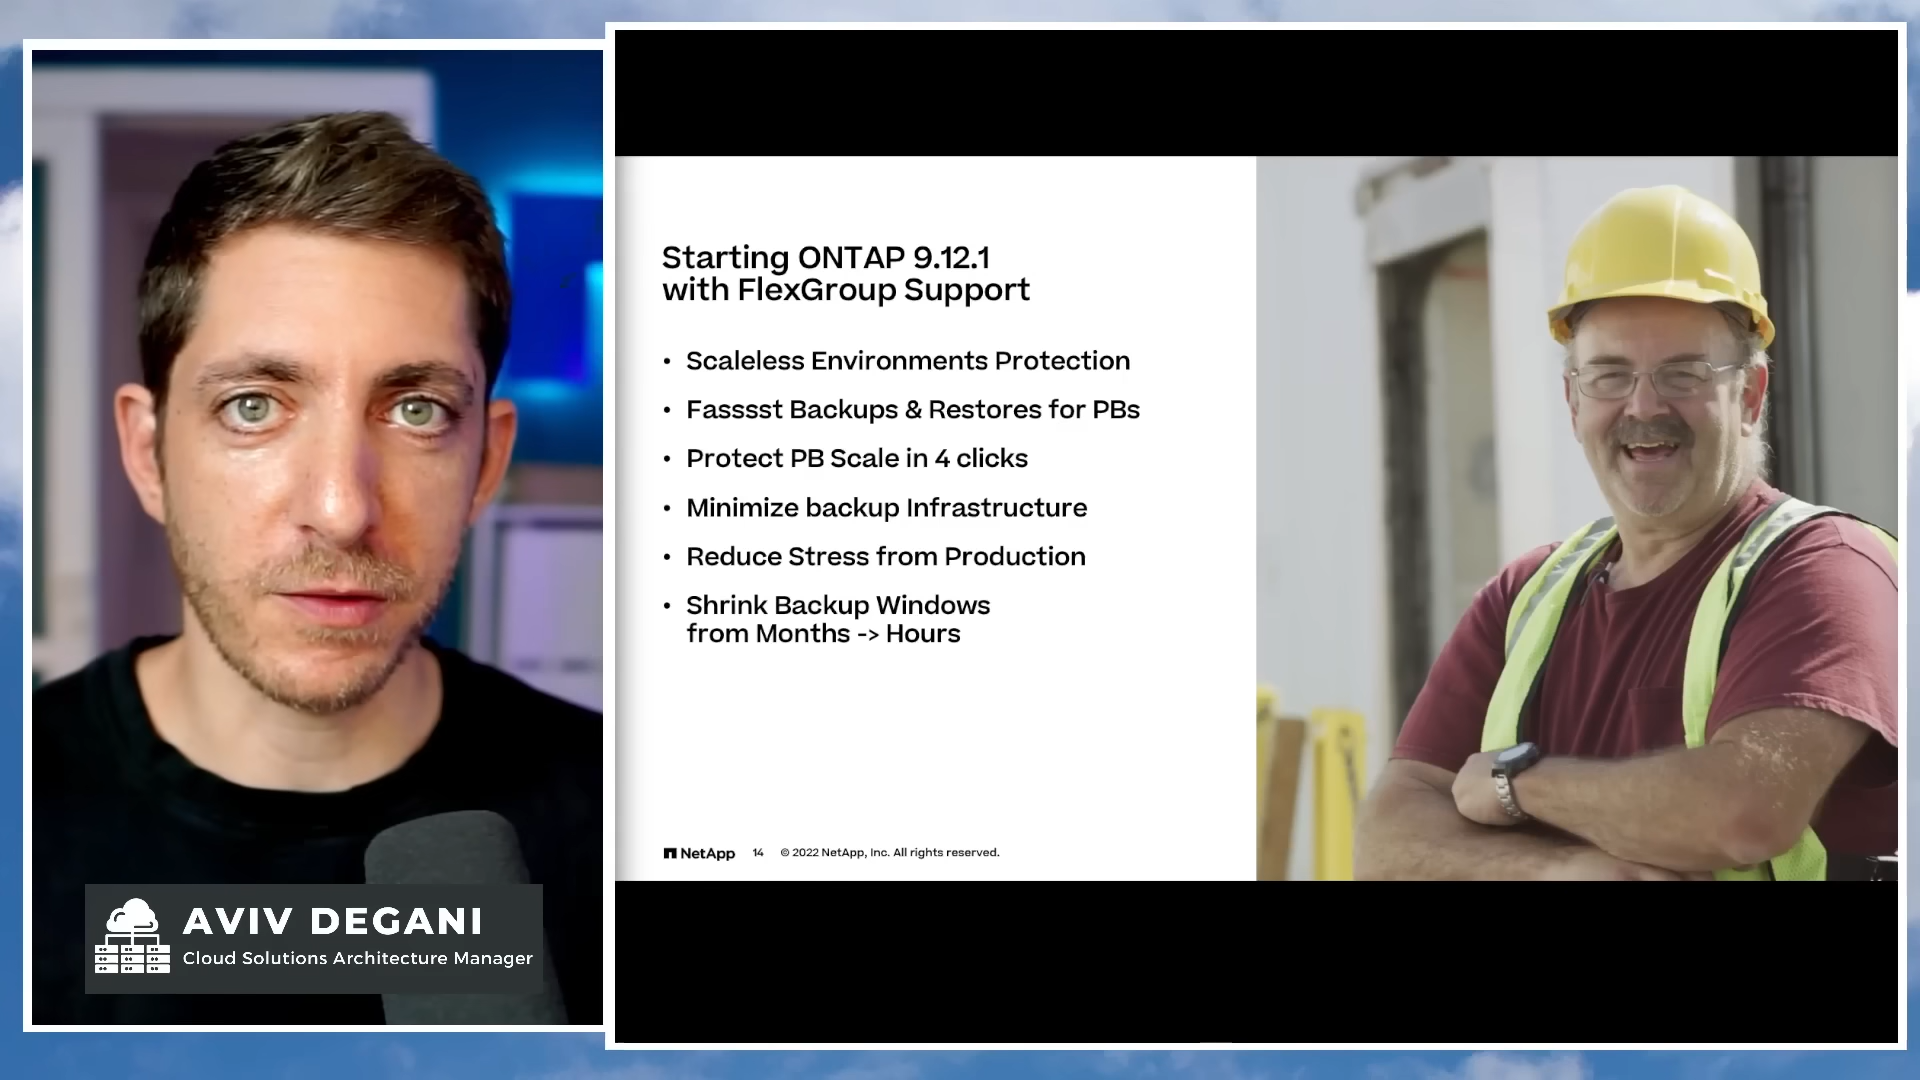 Starting ONTAP 9.12.1
with FlexGroup Support
• Scaleless Environments Protection
• Fasssst Backups & Restores for PBs
• Protect PB Scale in 4 clicks
• Minimize backup Infrastructure
• Reduce Stress from Production
• Shrink Backup Windows
from Months -> Hours
NetApp 14 © 2022 NetApp, Inc. All rights reserved.
AVIV DEGANI
Cloud Solutions Architecture Manager